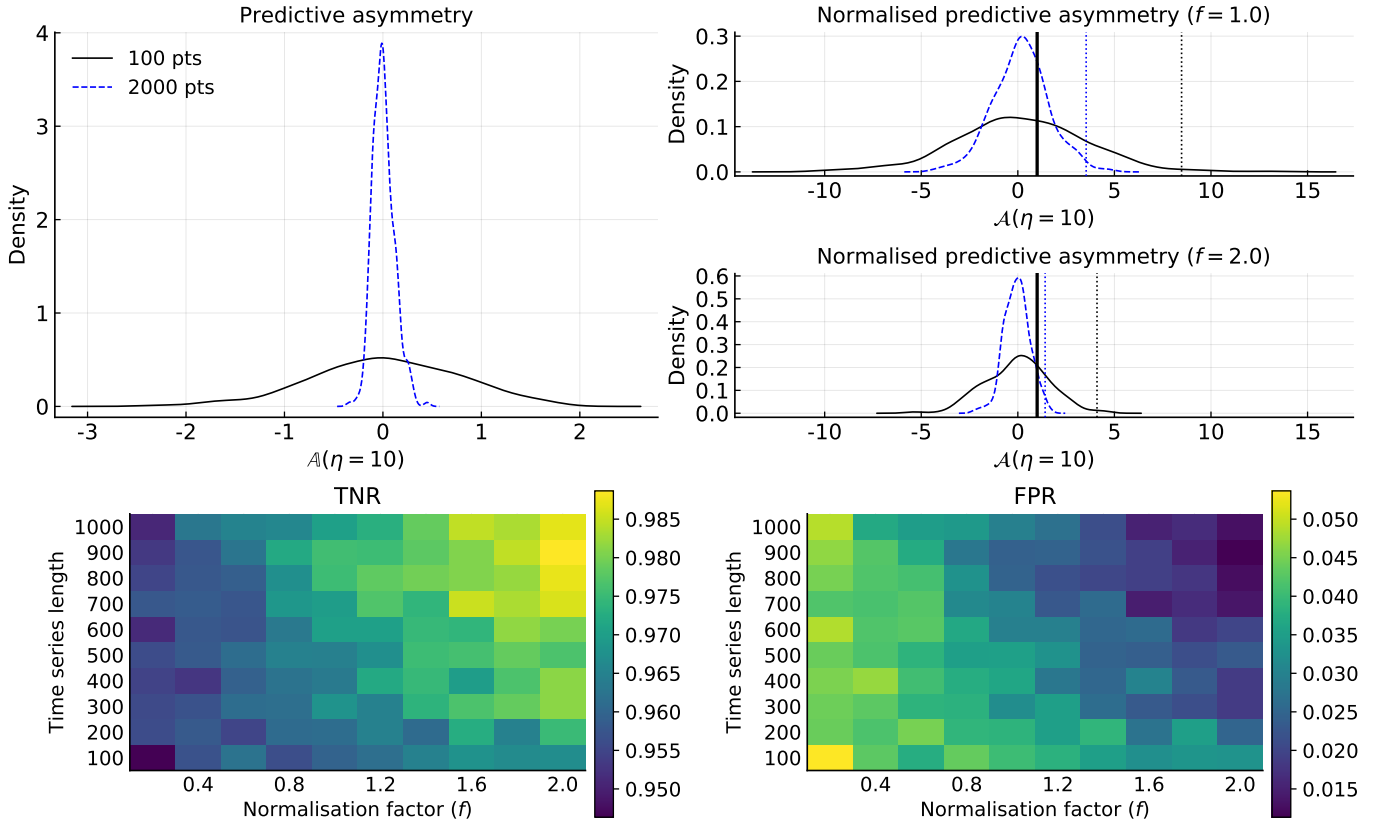 Predictive asymmetry
4
3
2
1
0
Density
100 pts
2000 pts
-3 -2 -1 0 1 2
𝔸(η = 10)
Normalised predictive asymmetry (f = 1.0)
0.3
0.2
0.1
0.0
Density
-10 -5 0 5 10 15
𝒜(η = 10)
Normalised predictive asymmetry (f = 2.0)
0.6
0.5
0.4
0.3
0.2
0.1
0.0
Density
-10 -5 0 5 10 15
𝒜(η = 10)
TNR
1000
900
800
700
600
500
400
300
200
100
Time series length
0.4 0.8 1.2 1.6 2.0
Normalisation factor (f)
0.985
0.980
0.975
0.970
0.965
0.960
0.955
0.950
FPR
1000
900
800
700
600
500
400
300
200
100
Time series length
0.4 0.8 1.2 1.6 2.0
Normalisation factor (f)
0.050
0.045
0.040
0.035
0.030
0.025
0.020
0.015